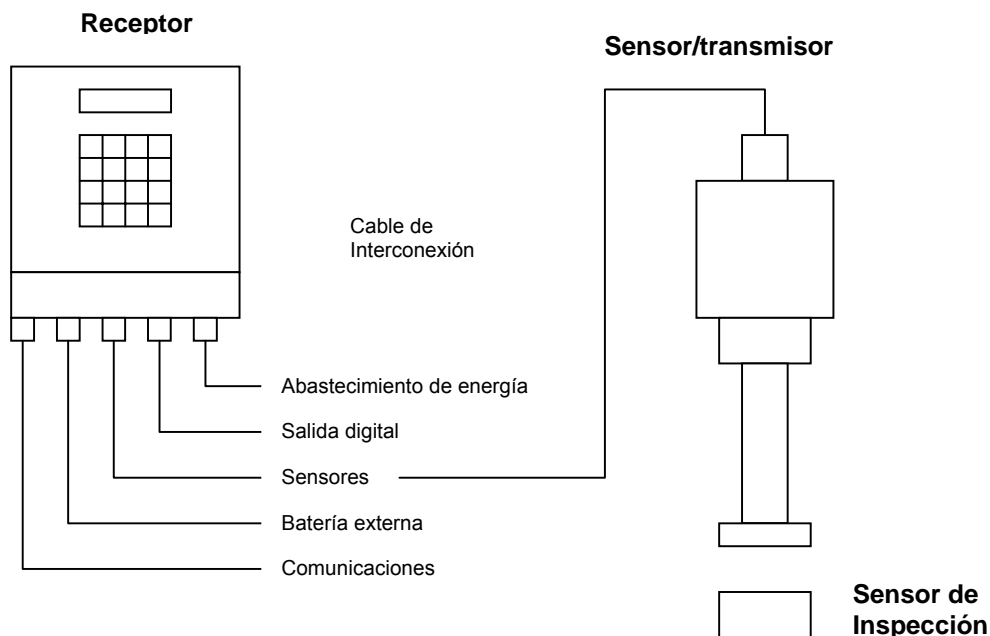 Receptor
Sensor/transmisor
Cable de
Interconexión
Abastecimiento de energía
Salida digital
Sensores
Batería externa
Comunicaciones
Sensor de
Inspección